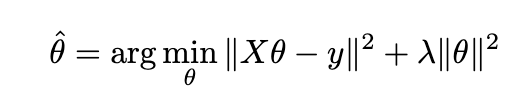 θ̂ = arg min_θ ‖Xθ − y‖² + λ‖θ‖²